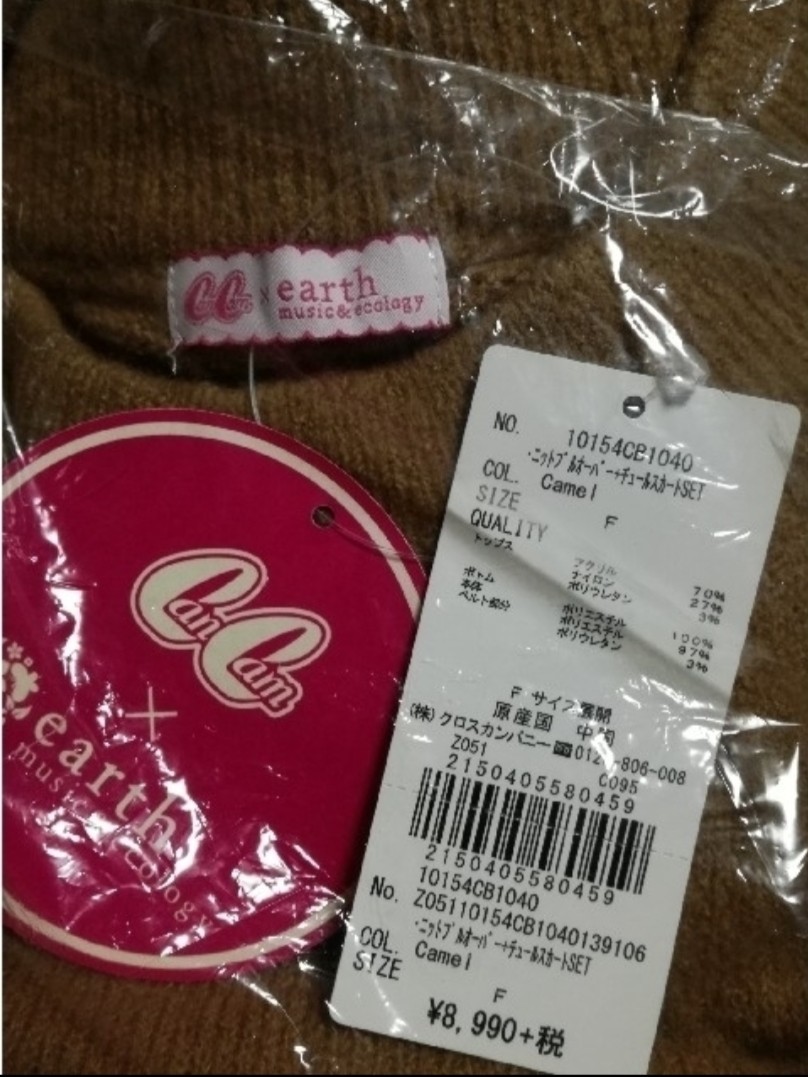 CanCam × earth
music&ecology
CanCam
×
earth
music
ecology
NO. 10154CB1040
・ニットプルオーバー+チュールスカートSET
COL. Camel
SIZE F
QUALITY
トップス
アクリル 70%
ナイロン 27%
ポリウレタン 3%
ボトム
本体 ポリエステル 100%
ベルト部分 ポリエステル 97%
ポリウレタン 3%
F サイズ展開
原産国 中国
(株)クロスカンパニー ☎ -806-008
Z051 0095
2150405580459
2150405580459
10154CB1040
No. Z05110154CB1040139106
・ニットプルオーバー+チュールスカートSET
COL. Camel
SIZE F
¥8,990+税